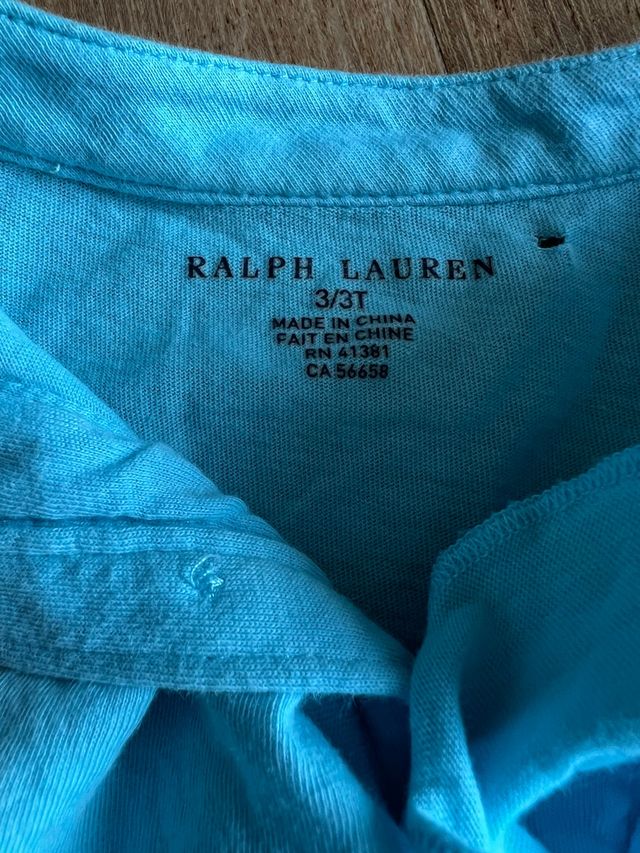 RALPH LAUREN
3/3T
MADE IN CHINA
FAIT EN CHINE
RN 41381
CA 56658